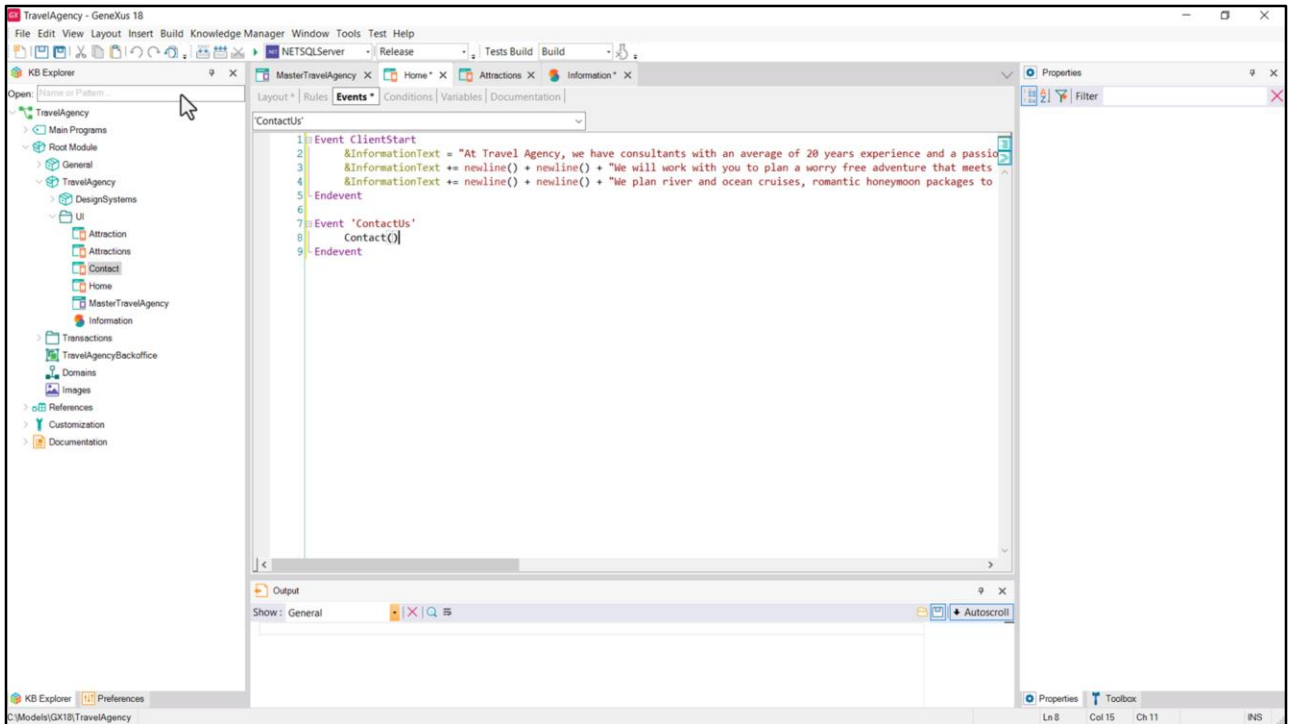 GX TravelAgency - GeneXus 18
File Edit View Layout Insert Build Knowledge Manager Window Tools Test Help
NETSQLServer Release Tests Build Build
KB Explorer
Open: Name or Pattern...
TravelAgency
Main Programs
Root Module
General
TravelAgency
DesignSystems
UI
Attraction
Attractions
Contact
Home
MasterTravelAgency
Information
Transactions
TravelAgencyBackoffice
Domains
Images
References
Customization
Documentation
KB Explorer Preferences
MasterTravelAgency X Home* X Attractions X Information* X
Layout * Rules Events * Conditions Variables Documentation
'ContactUs'
1 Event ClientStart
2 &InformationText = "At Travel Agency, we have consultants with an average of 20 years experience and a passio
3 &InformationText += newline() + newline() + "We will work with you to plan a worry free adventure that meets
4 &InformationText += newline() + newline() + "We plan river and ocean cruises, romantic honeymoon packages to
5 Endevent
6
7 Event 'ContactUs'
8 Contact()
9 Endevent
Output
Show: General Autoscroll
Properties
Filter
Properties Toolbox
C:\Models\GX18\TravelAgency Ln 8 Col 15 Ch 11 INS